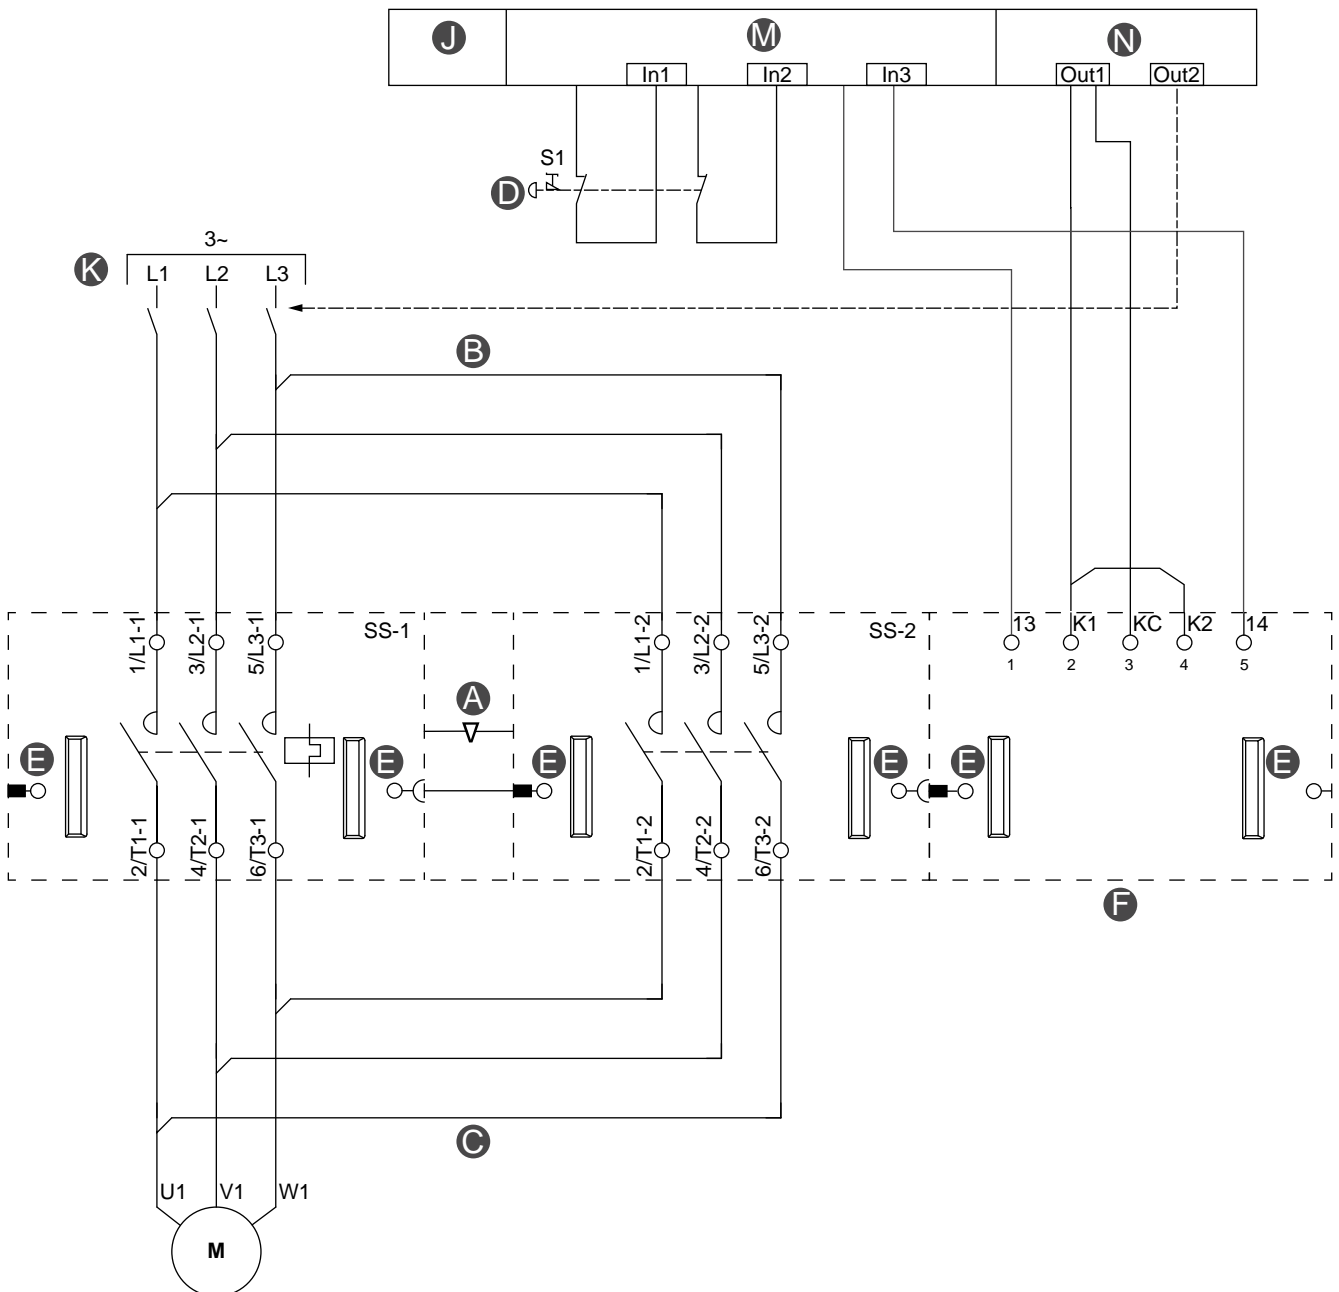 J M N
In1 In2 In3 Out1 Out2
S1
D
3~
K L1 L2 L3
B
1/L1-1 3/L2-1 5/L3-1 SS-1 1/L1-2 3/L2-2 5/L3-2 SS-2 13 K1 KC K2 14
1 2 3 4 5
A
E E E E E E
2/T1-1 4/T2-1 6/T3-1 2/T1-2 4/T2-2 6/T3-2
F
C
U1 V1 W1
M